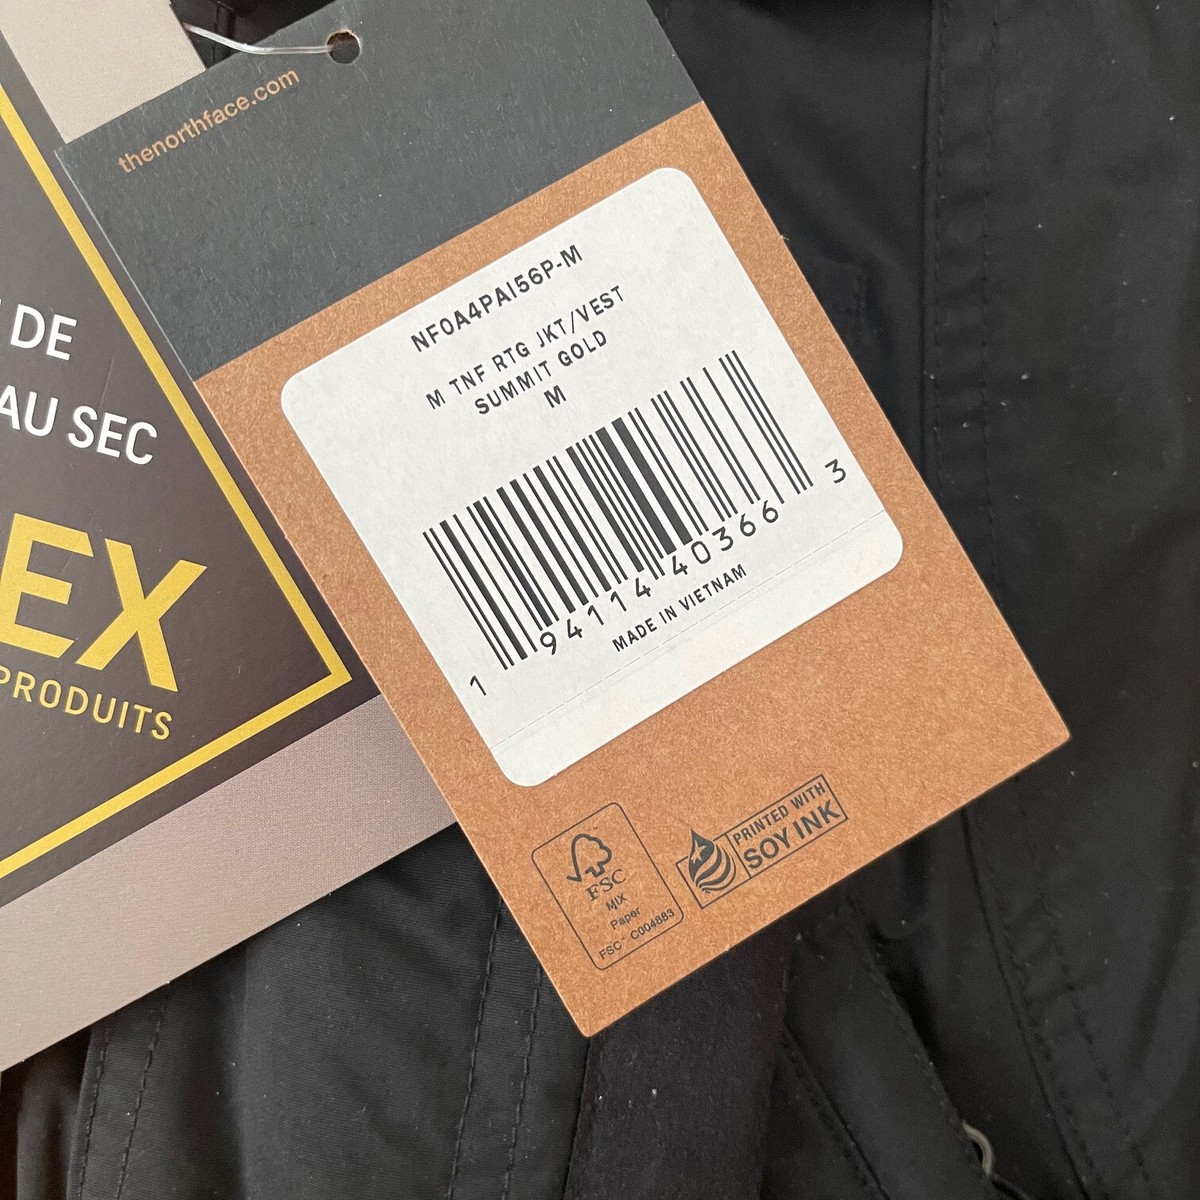 thenorthface.com
NF0A4PAI56P-M
M TNF RTG JKT/VEST
SUMMIT GOLD
M
1 94114 40366 3
MADE IN VIETNAM
FSC
MIX
Paper
FSC™ C004883
PRINTED WITH
SOY INK
DE
AU SEC
EX
PRODUITS